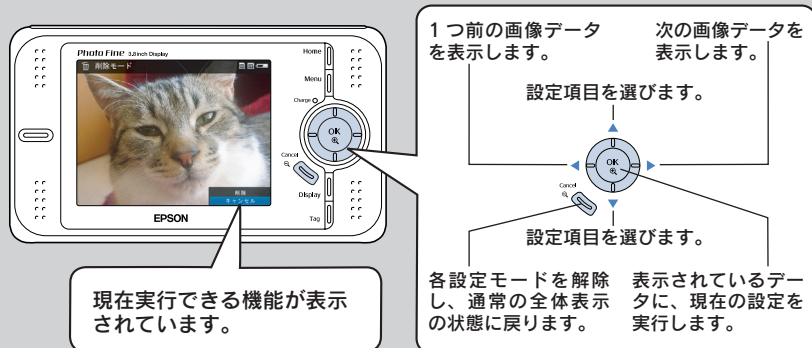 Photo Fine 3.8inch Display
削除モード
削除
キャンセル
EPSON
Home
Menu
Charge
OK
Cancel
Display
Tag
現在実行できる機能が表示
されています。
1つ前の画像データ
を表示します。
次の画像データを
表示します。
設定項目を選びます。
OK
Cancel
設定項目を選びます。
各設定モードを解除
し、通常の全体表示
の状態に戻ります。
表示されているデー
タに、現在の設定を
実行します。